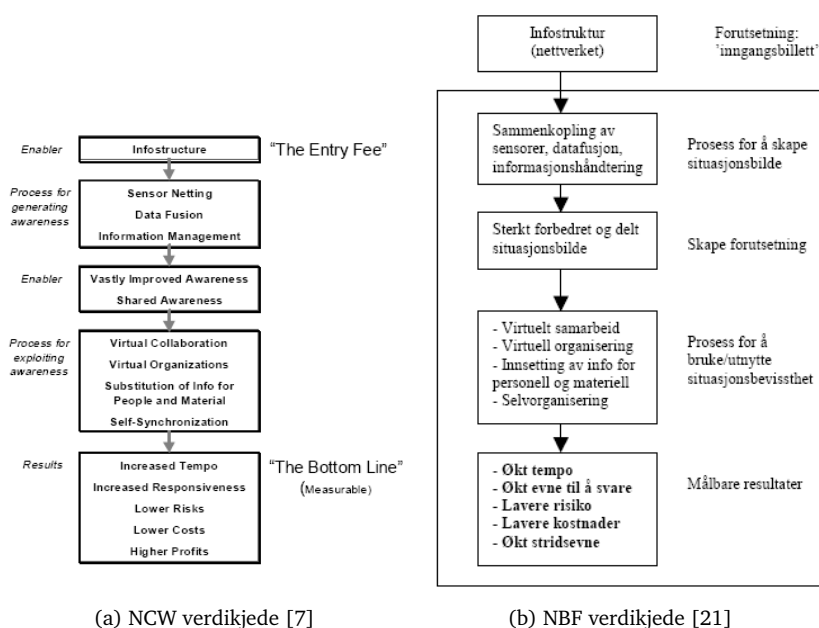 Enabler
Infostructure
“The Entry Fee”
Process for
generating
awareness
Sensor Netting
Data Fusion
Information Management
Enabler
Vastly Improved Awareness
Shared Awareness
Process for
exploiting
awareness
Virtual Collaboration
Virtual Organizations
Substitution of Info for
People and Material
Self-Synchronization
Results
Increased Tempo
Increased Responsiveness
Lower Risks
Lower Costs
Higher Profits
“The Bottom Line”
(Measurable)
(a) NCW verdikjede [7]
Infostruktur
(nettverket)
Forutsetning:
’inngangsbillett’
Sammenkopling av
sensorer, datafusjon,
informasjonshåndtering
Prosess for å skape
situasjonsbilde
Sterkt forbedret og delt
situasjonsbilde
Skape forutsetning
- Virtuelt samarbeid
- Virtuell organisering
- Innsetting av info for
personell og materiell
- Selvorganisering
Prosess for å
bruke/utnytte
situasjonsbevissthet
- Økt tempo
- Økt evne til å svare
- Lavere risiko
- Lavere kostnader
- Økt stridsevne
Målbare resultater
(b) NBF verdikjede [21]